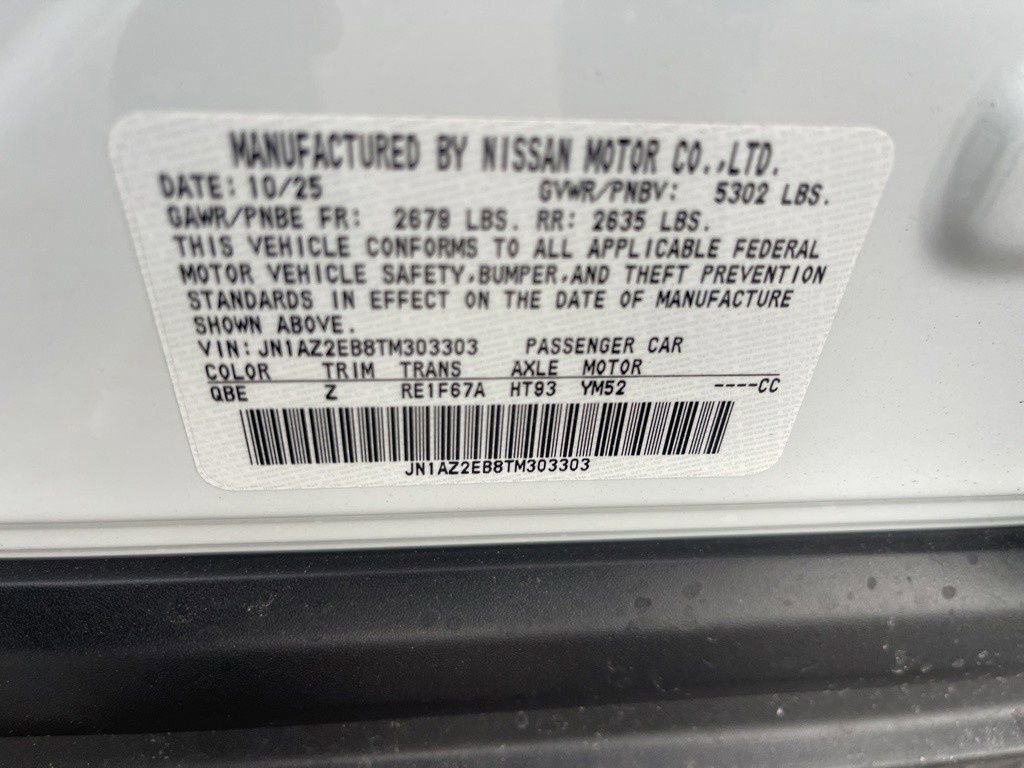 MANUFACTURED BY NISSAN MOTOR CO.,LTD.
DATE: 10/25 GVWR/PNBV: 5302 LBS.
GAWR/PNBE FR: 2679 LBS. RR: 2635 LBS.
THIS VEHICLE CONFORMS TO ALL APPLICABLE FEDERAL
MOTOR VEHICLE SAFETY,BUMPER,AND THEFT PREVENTION
STANDARDS IN EFFECT ON THE DATE OF MANUFACTURE
SHOWN ABOVE.
VIN: JN1AZ2EB8TM303303 PASSENGER CAR
COLOR TRIM TRANS AXLE MOTOR
QBE Z RE1F67A HT93 YM52 ----CC
JN1AZ2EB8TM303303